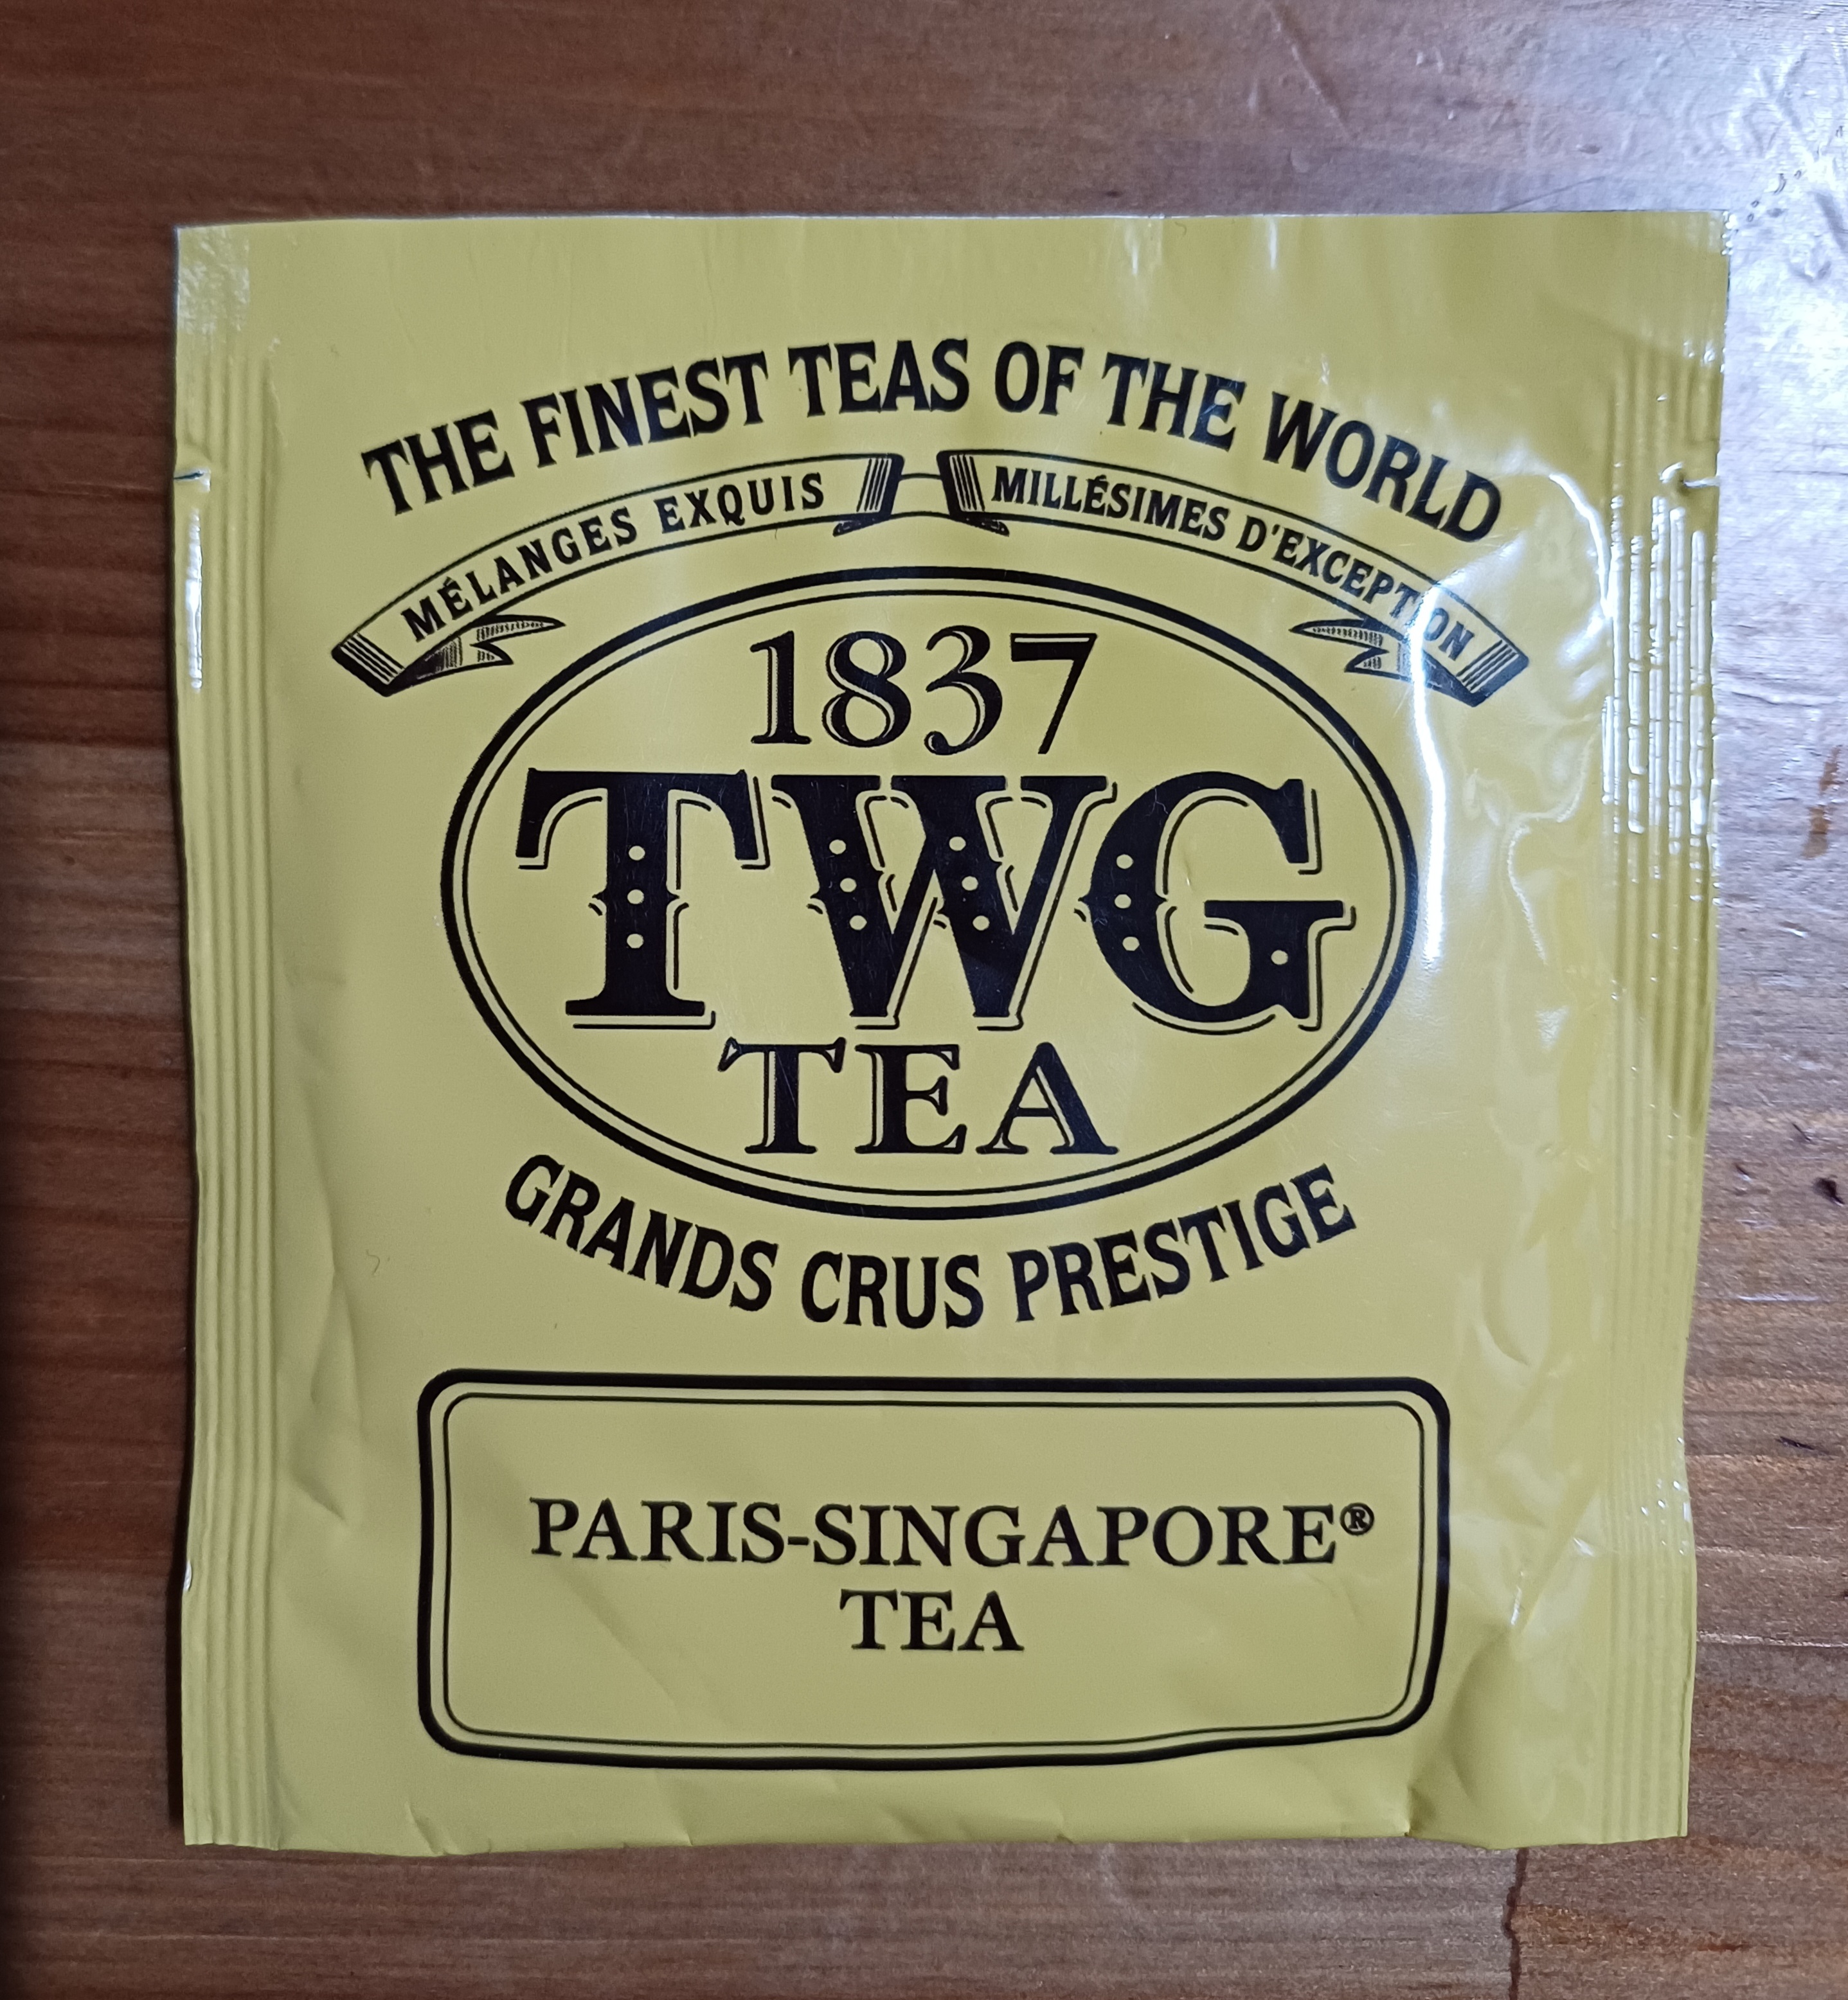 THE FINEST TEAS OF THE WORLD
MÉLANGES EXQUIS MILLÉSIMES D'EXCEPTION
1837
TWG
TEA
GRANDS CRUS PRESTIGE
PARIS-SINGAPORE®
TEA